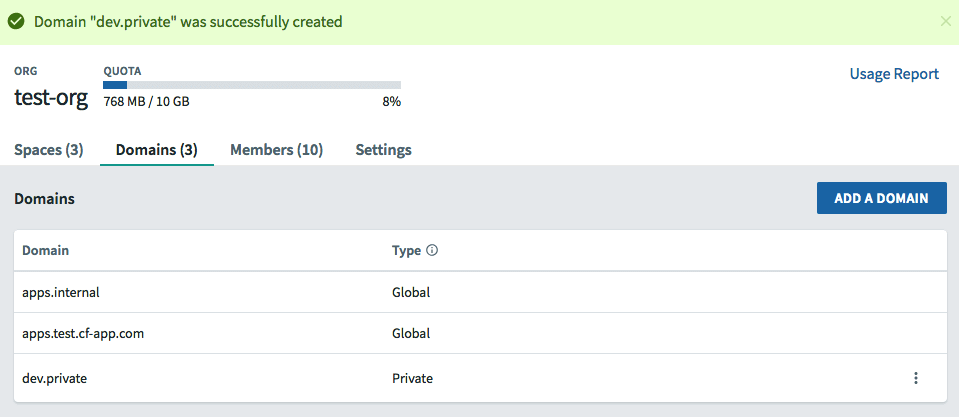 Domain "dev.private" was successfully created
ORG
QUOTA
Usage Report
test-org
768 MB / 10 GB
8%
Spaces (3)
Domains (3)
Members (10)
Settings
Domains
ADD A DOMAIN
Domain
Type
apps.internal
Global
apps.test.cf-app.com
Global
dev.private
Private